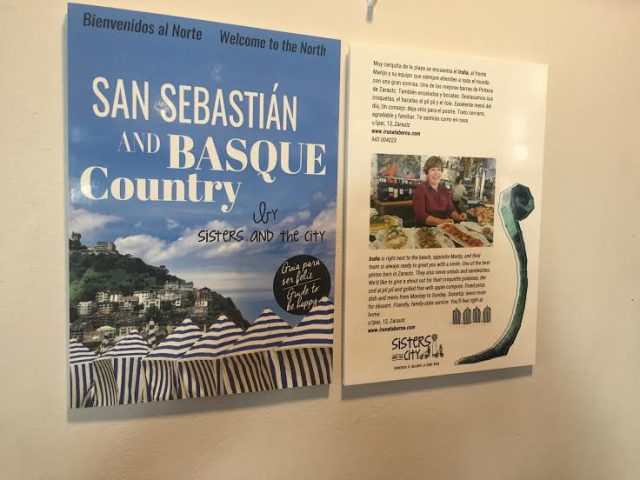 Bienvenidos al Norte Welcome to the North
SAN SEBASTIÁN
AND BASQUE
Country
by
SISTERS AND THE CITY
Guía para
ser feliz
Guide to
be happy
Muy cerquita de la playa se encuentra el Iruña, al frente
Marijo y su equipo que siempre atienden a todo el mundo
con una gran sonrisa. Una de las mejores barras de Pintxos
de Zarautz. También ensaladas y bocatas. Destacamos sus
croquetas, el bacalao al pil pil y el foie. Excelente menú del
día. Un consejo: deja sitio para el postre. Trato cercano,
agradable y familiar. Te sentirás como en casa.
c/Ipar, 13, Zarautz
www.irunataberna.com
943
is right next to the beach, opposite Marijo, and their
team is always ready to greet you with a smile. One of the best
pintxo bars in Zarautz. They also serve salads and sandwiches.
We'd like to give a shout out for their croquette potatoes, the
cod al pil pil and grilled foie with apple compote. Fixed price
dish and menu from Monday to Sunday. leave room
for dessert. Friendly, family-style service. You'll feel right at
home
c/Ipar, 13, Zarautz
www.irunataberna.com
SISTERS
AND THE
CITY